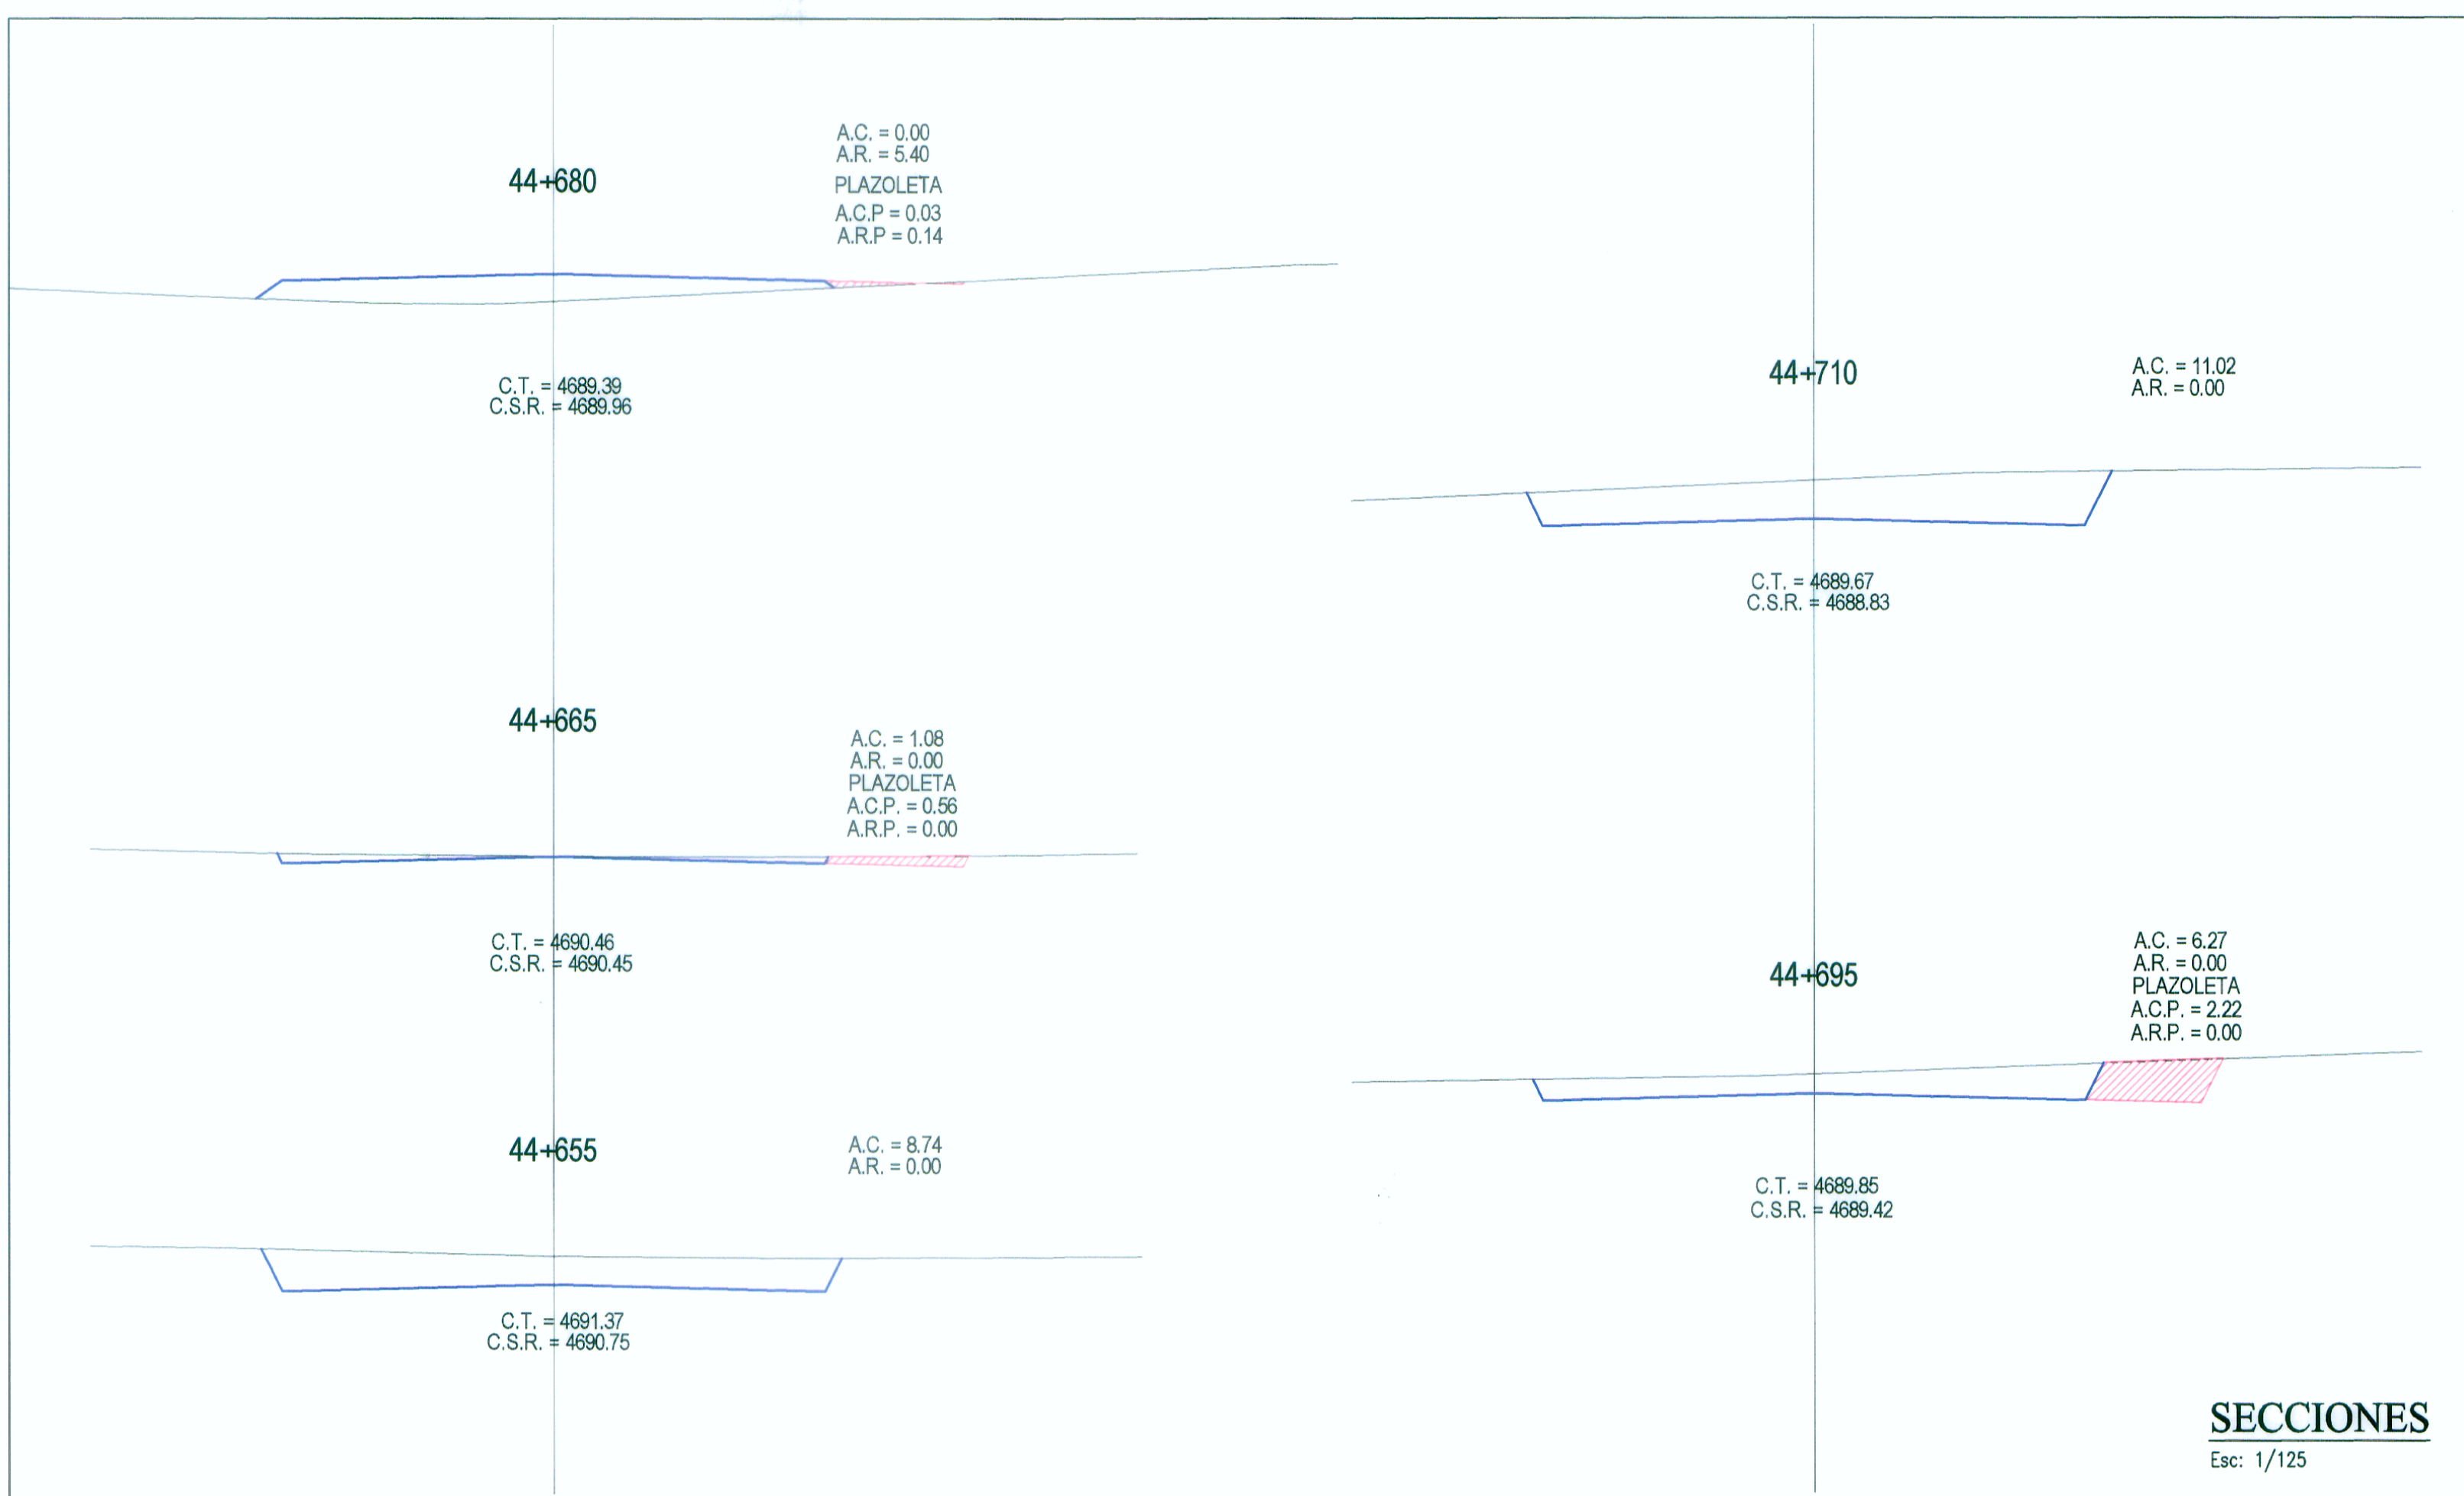 44+680
A.C. = 0.00
A.R. = 5.40
PLAZOLETA
A.C.P = 0.03
A.R.P = 0.14
C.T. = 4689.39
C.S.R. = 4689.96
44+665
A.C. = 1.08
A.R. = 0.00
PLAZOLETA
A.C.P. = 0.56
A.R.P. = 0.00
C.T. = 4690.46
C.S.R. = 4690.45
44+655
A.C. = 8.74
A.R. = 0.00
C.T. = 4691.37
C.S.R. = 4690.75
44+710
A.C. = 11.02
A.R. = 0.00
C.T. = 4689.67
C.S.R. = 4688.83
44+695
A.C. = 6.27
A.R. = 0.00
PLAZOLETA
A.C.P. = 2.22
A.R.P. = 0.00
C.T. = 4689.85
C.S.R. = 4689.42
SECCIONES
Esc: 1/125